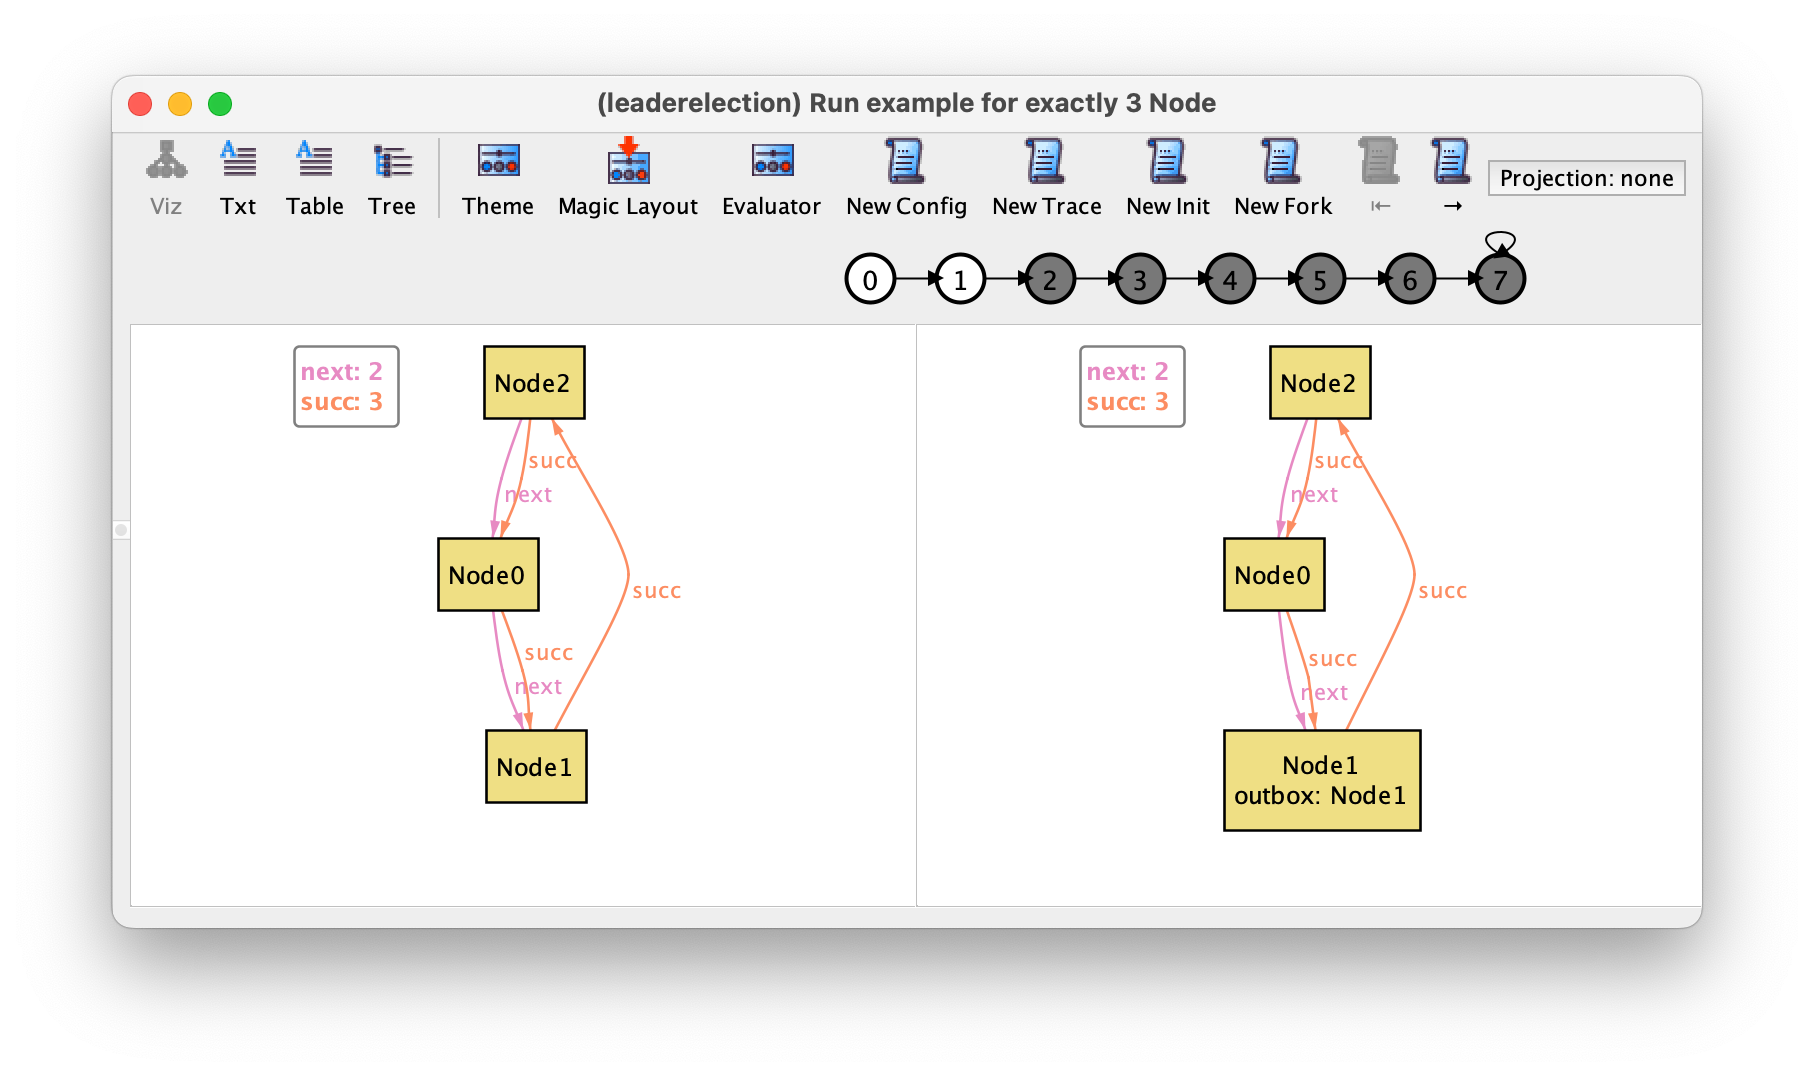 (leaderelection) Run example for exactly 3 Node
Viz Txt Table Tree Theme Magic Layout Evaluator New Config New Trace New Init New Fork Projection: none
0 1 2 3 4 5 6 7
next: 2
succ: 3
Node2
succ
next
Node0
succ
succ
next
Node1
next: 2
succ: 3
Node2
succ
next
Node0
succ
succ
next
Node1
outbox: Node1